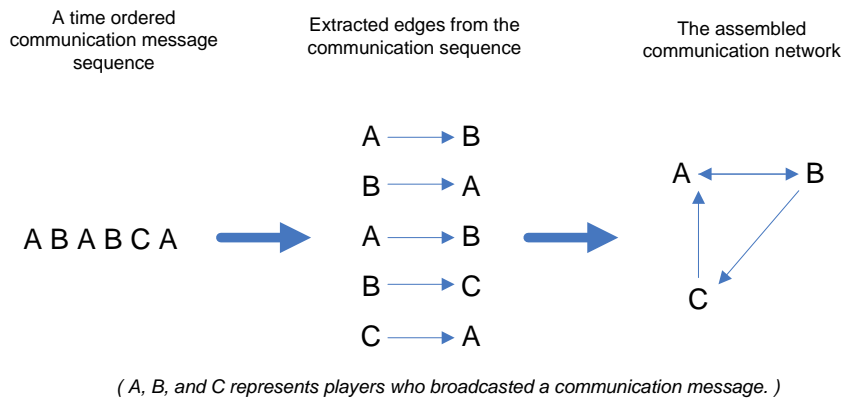 A time ordered
communication message
sequence
Extracted edges from the
communication sequence
The assembled
communication network
A B A B C A
A B
B A
A B
B C
C A
A B
C
( A, B, and C represents players who broadcasted a communication message. )